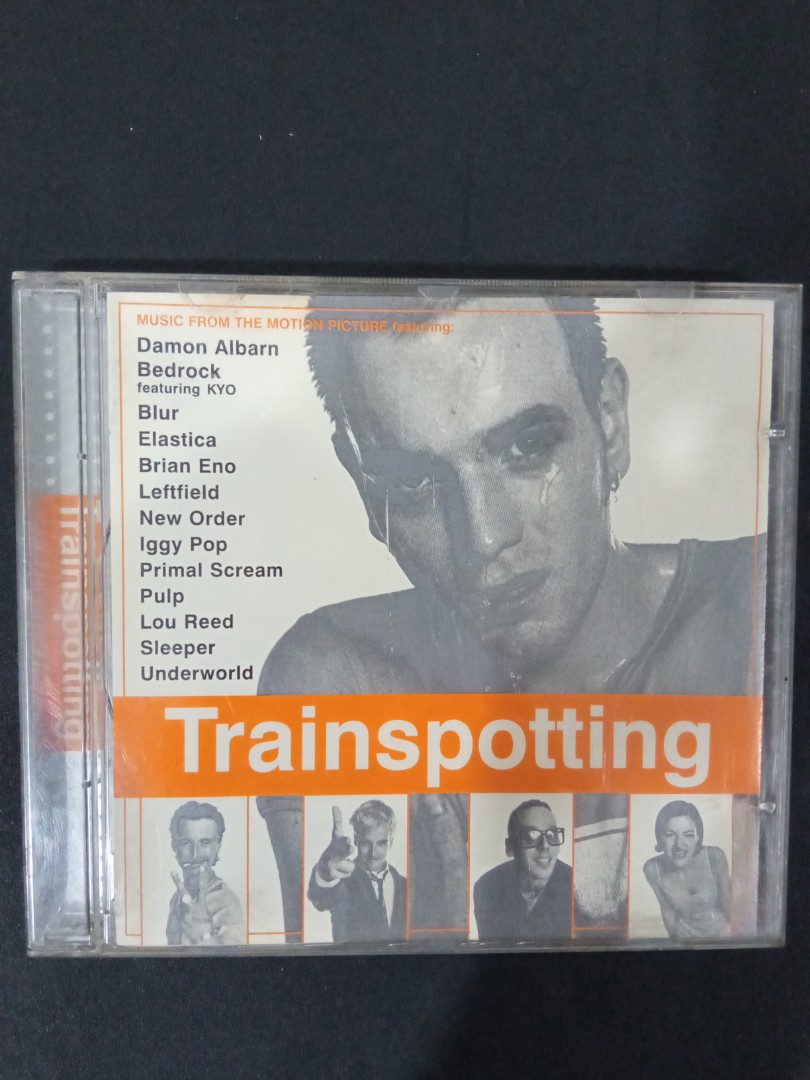 MUSIC FROM THE MOTION PICTURE featuring:
Damon Albarn
Bedrock
featuring KYO
Blur
Elastica
Brian Eno
Leftfield
New Order
Iggy Pop
Primal Scream
Pulp
Lou Reed
Sleeper
Underworld
Trainspotting
Trainspotting